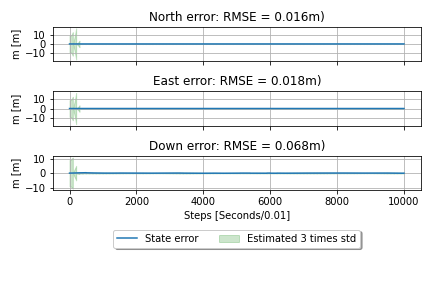 North error: RMSE = 0.016m)
m [m]
10
0
−10
East error: RMSE = 0.018m)
m [m]
10
0
−10
Down error: RMSE = 0.068m)
m [m]
10
0
−10
0 2000 4000 6000 8000 10000
Steps [Seconds/0.01]
State error Estimated 3 times std